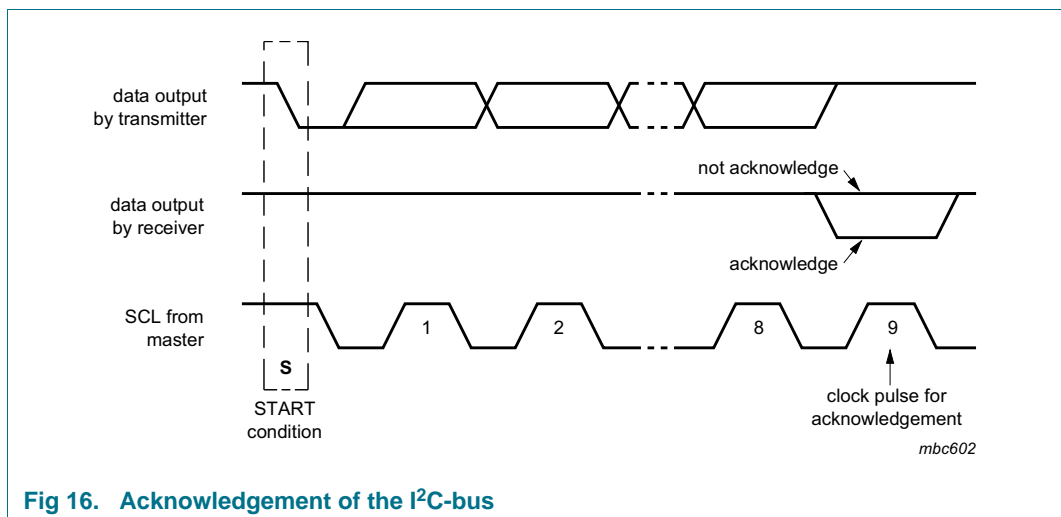 data output
by transmitter
not acknowledge
data output
by receiver
acknowledge
SCL from
master
1
2
8
9
S
START
condition
clock pulse for
acknowledgement
mbc602
Fig 16. Acknowledgement of the I²C-bus